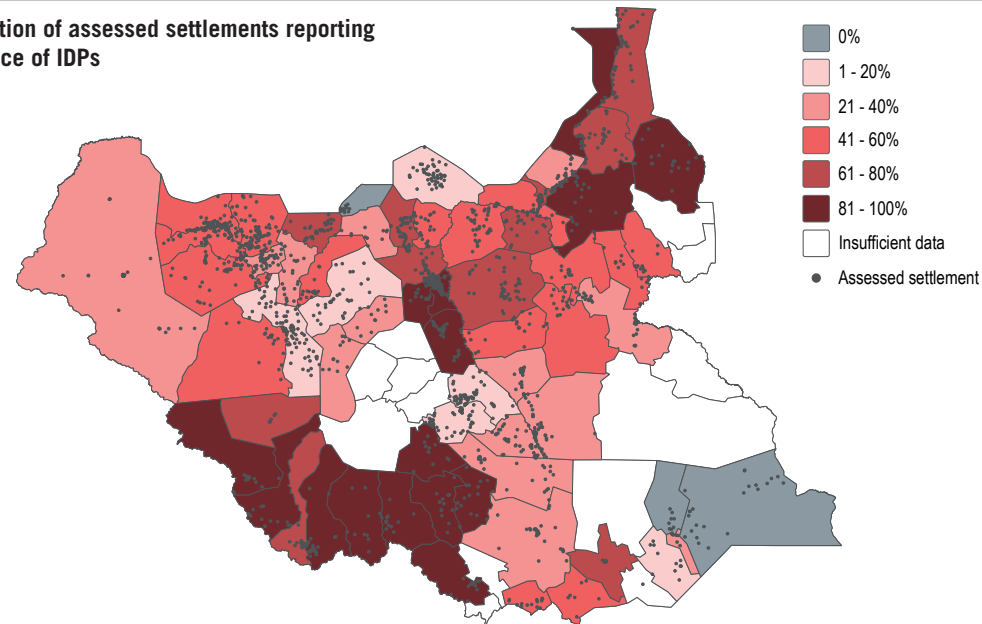 tion of assessed settlements reporting
ce of IDPs
0%
1 - 20%
21 - 40%
41 - 60%
61 - 80%
81 - 100%
Insufficient data
Assessed settlement